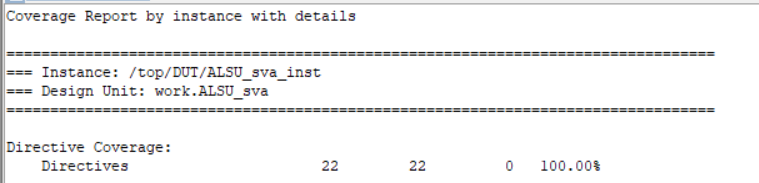 Coverage Report by instance with details
=================================================================================
=== Instance: /top/DUT/ALSU_sva_inst
=== Design Unit: work.ALSU_sva
=================================================================================
Directive Coverage:
Directives 22 22 0 100.00%